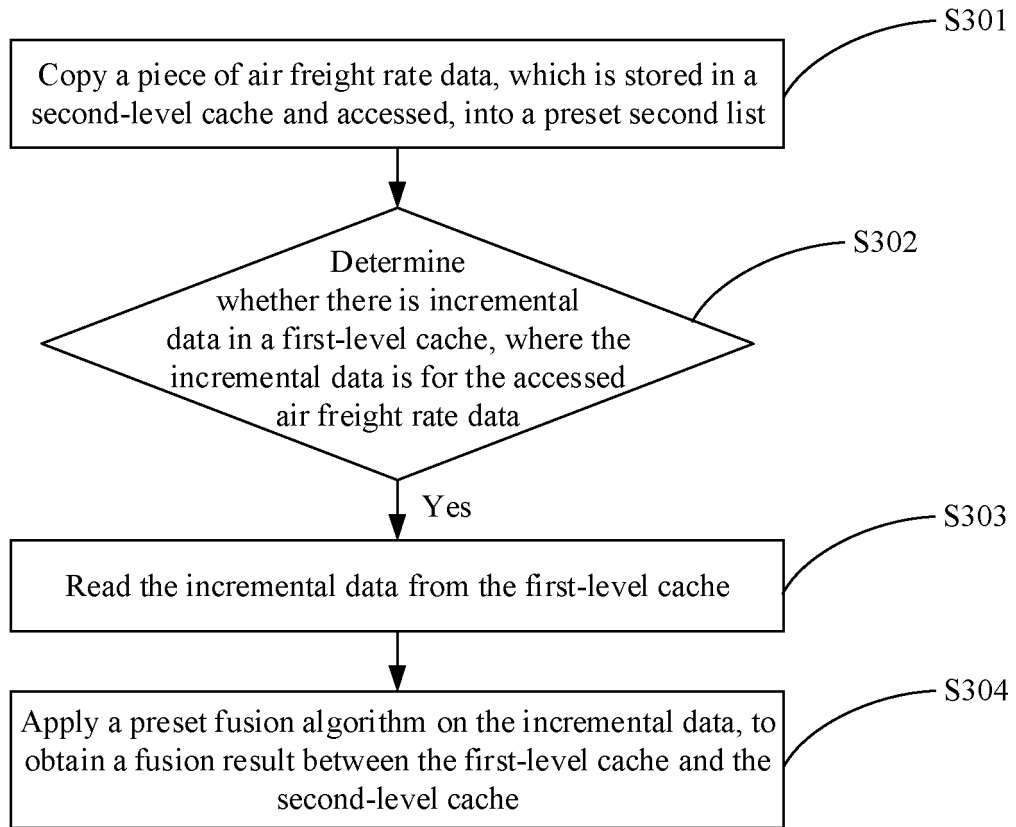 S301
Copy a piece of air freight rate data, which is stored in a
second-level cache and accessed, into a preset second list
S302
Determine
whether there is incremental
data in a first-level cache, where the
incremental data is for the accessed
air freight rate data
Yes
S303
Read the incremental data from the first-level cache
S304
Apply a preset fusion algorithm on the incremental data, to
obtain a fusion result between the first-level cache and the
second-level cache